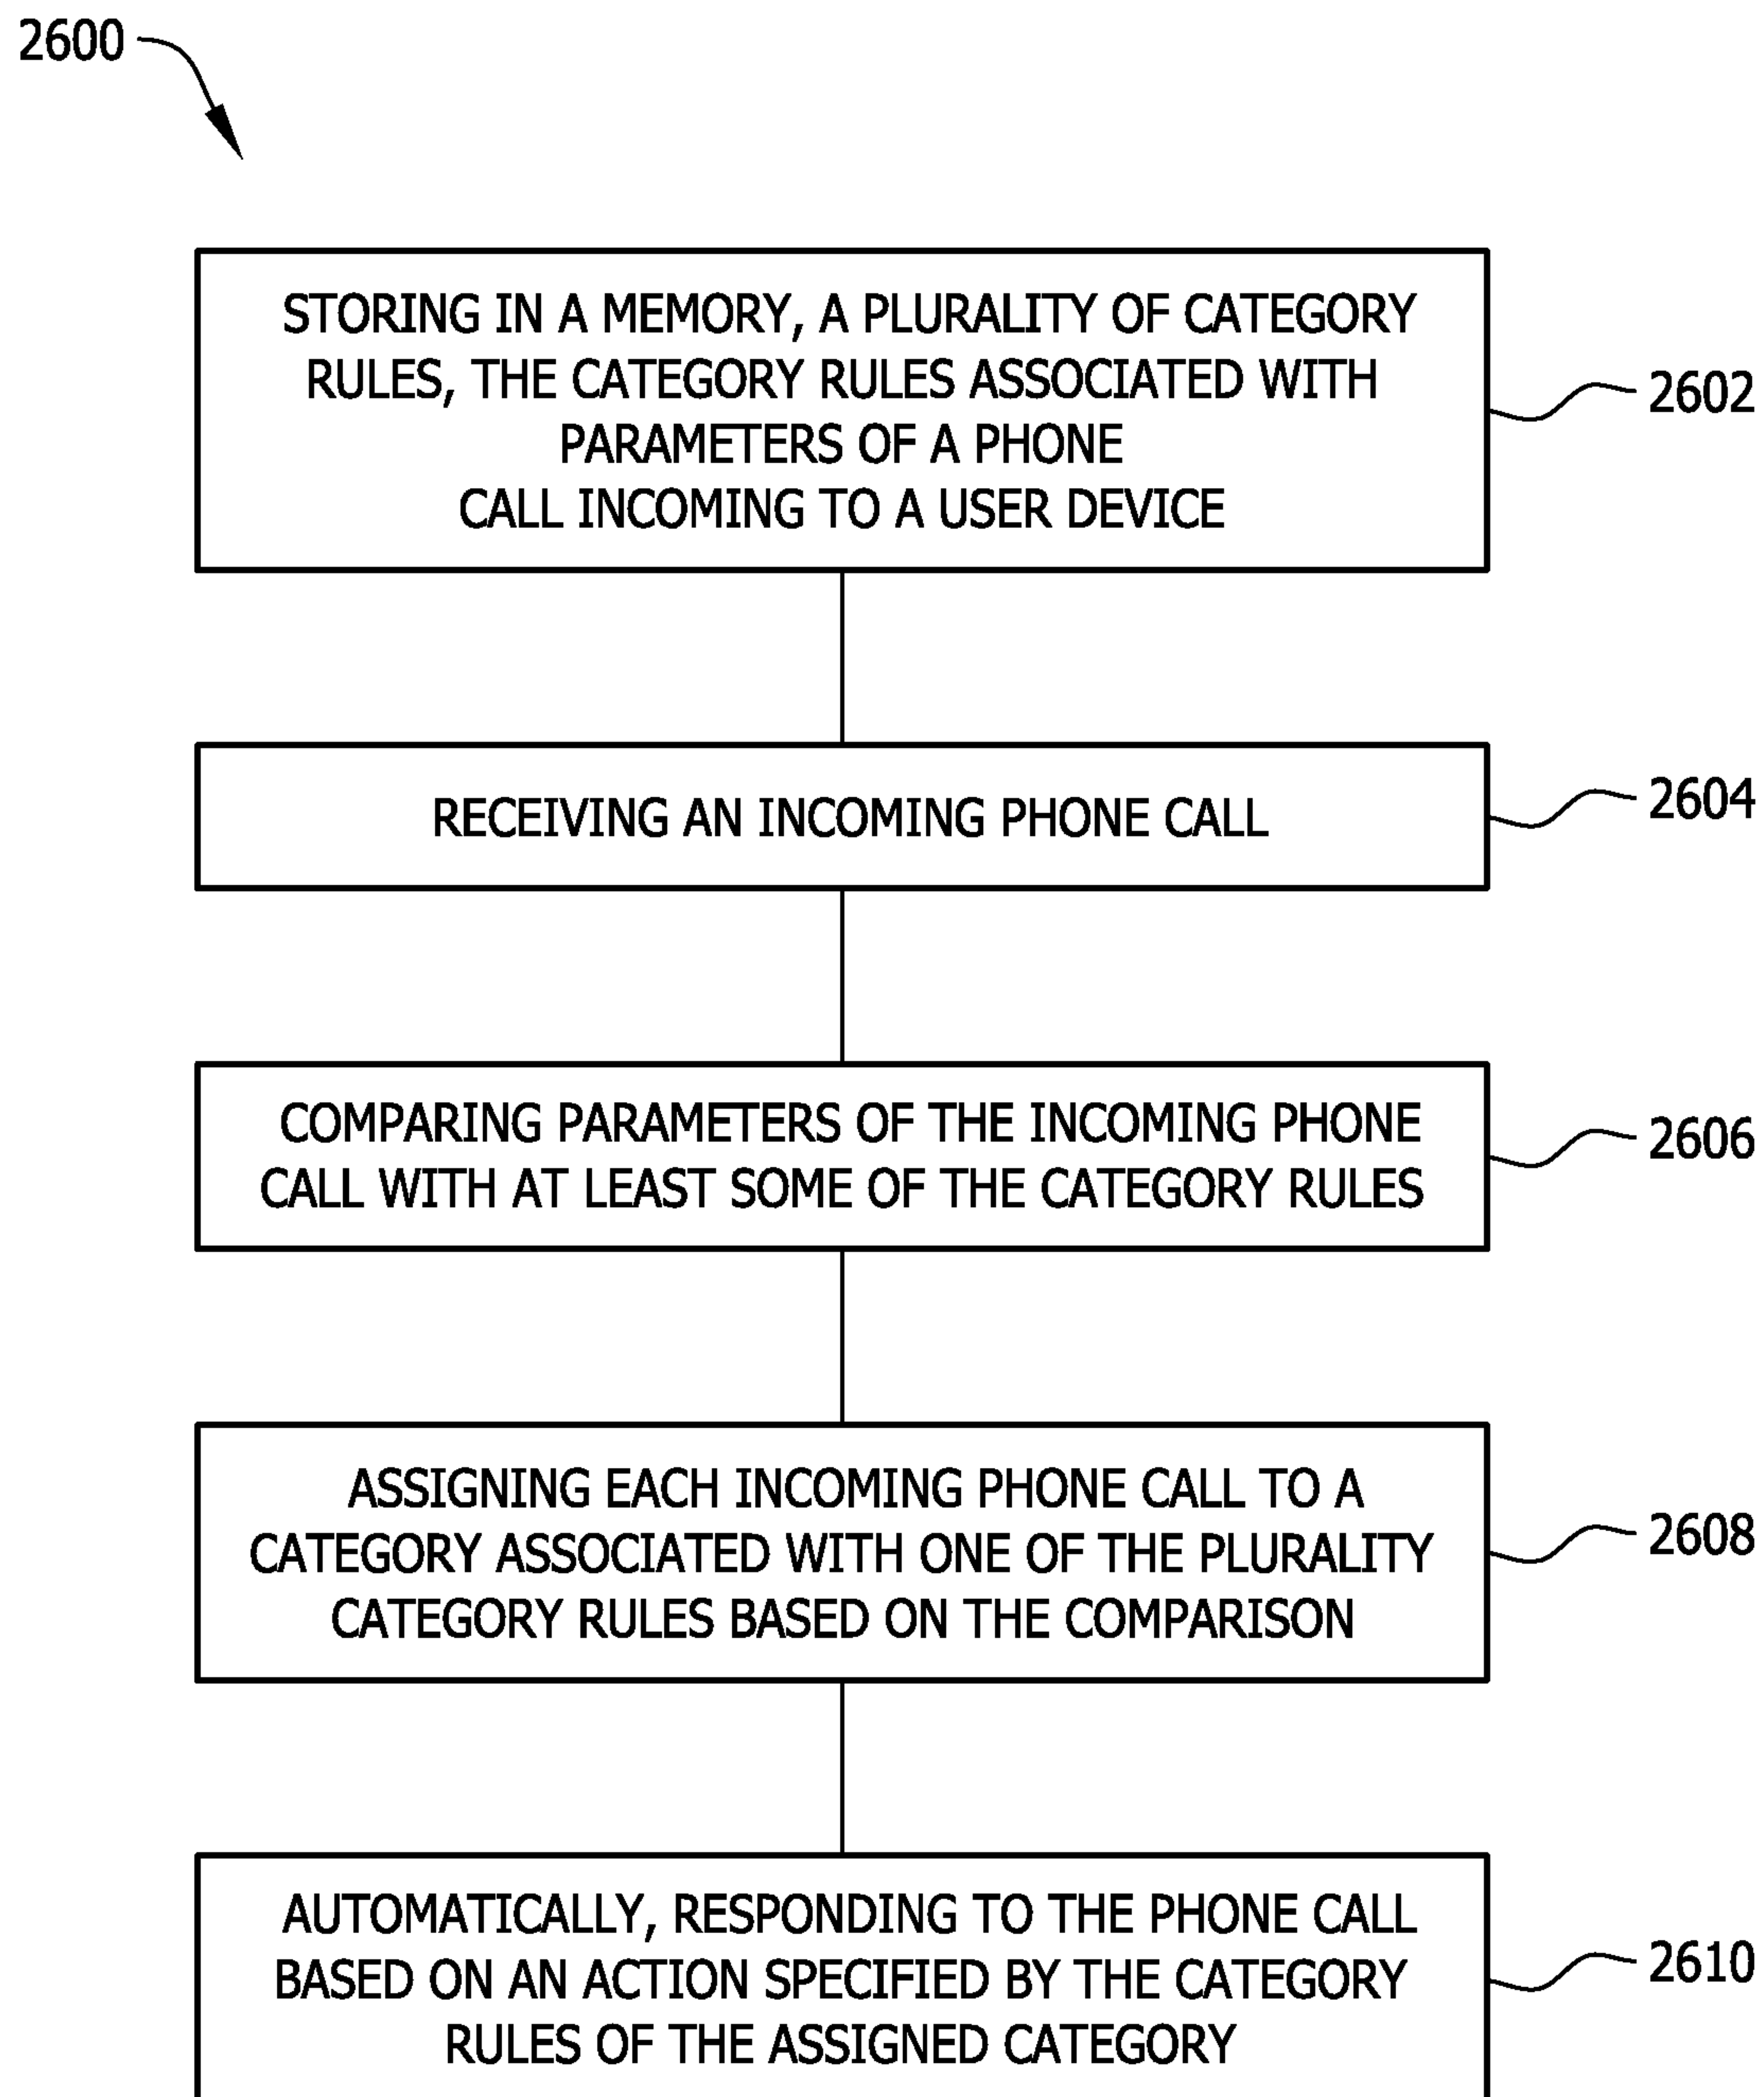 2600
STORING IN A MEMORY, A PLURALITY OF CATEGORY
RULES, THE CATEGORY RULES ASSOCIATED WITH
PARAMETERS OF A PHONE
CALL INCOMING TO A USER DEVICE
2602
RECEIVING AN INCOMING PHONE CALL
2604
COMPARING PARAMETERS OF THE INCOMING PHONE
CALL WITH AT LEAST SOME OF THE CATEGORY RULES
2606
ASSIGNING EACH INCOMING PHONE CALL TO A
CATEGORY ASSOCIATED WITH ONE OF THE PLURALITY
CATEGORY RULES BASED ON THE COMPARISON
2608
AUTOMATICALLY, RESPONDING TO THE PHONE CALL
BASED ON AN ACTION SPECIFIED BY THE CATEGORY
RULES OF THE ASSIGNED CATEGORY
2610